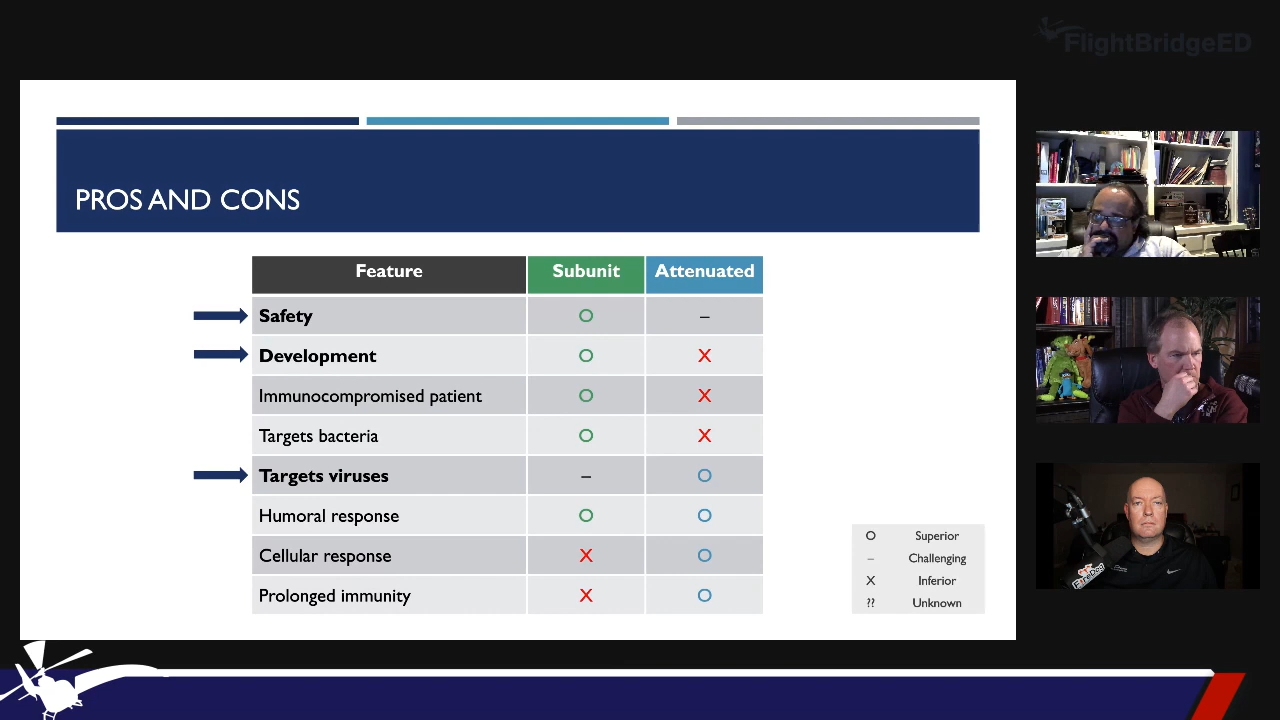 FlightBridgeED
PROS AND CONS
Feature Subunit Attenuated
Safety O –
Development O X
Immunocompromised patient O X
Targets bacteria O X
Targets viruses – O
Humoral response O O
Cellular response X O
Prolonged immunity X O
O Superior
– Challenging
X Inferior
?? Unknown